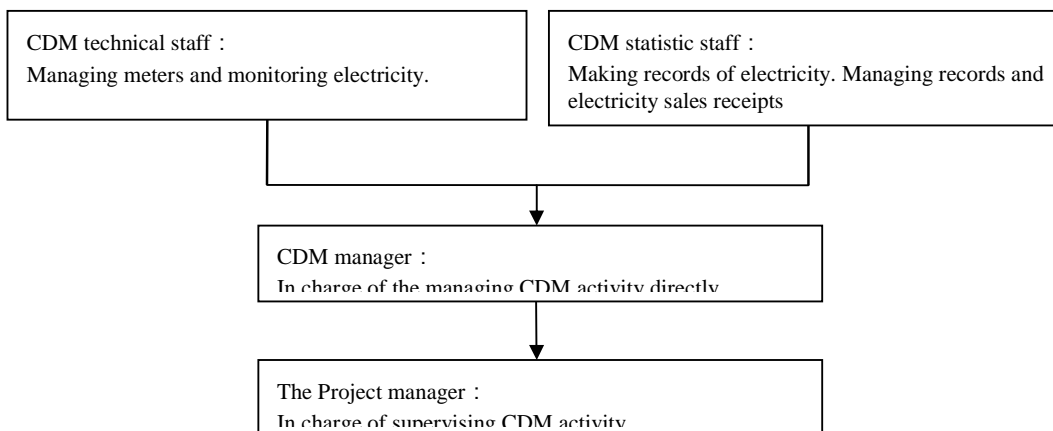 CDM technical staff：
Managing meters and monitoring electricity.
CDM statistic staff：
Making records of electricity. Managing records and
electricity sales receipts
CDM manager：
In charge of the managing CDM activity directly
The Project manager：
In charge of supervising CDM activity